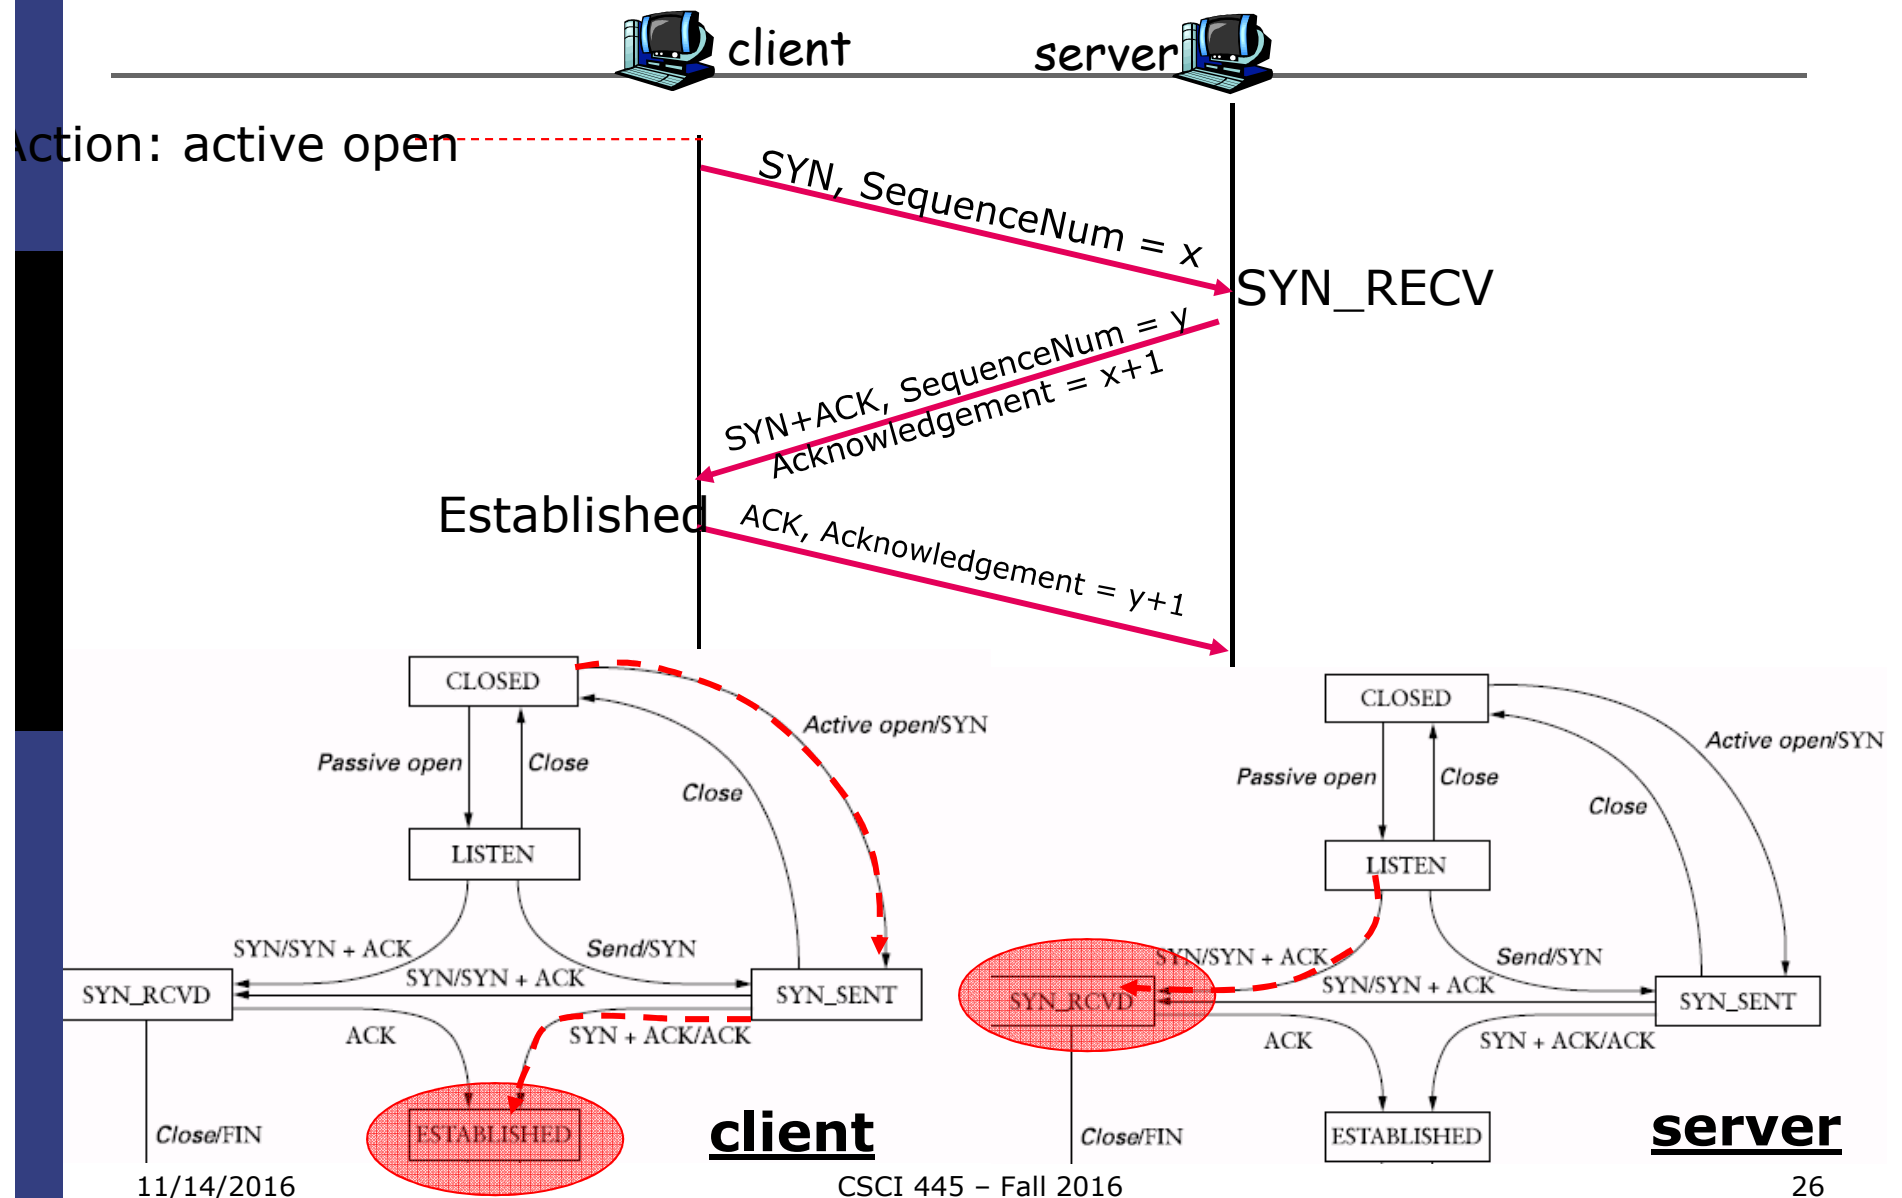 client
server
Action: active open
SYN, SequenceNum = x
SYN_RECV
SYN+ACK, SequenceNum = y
Acknowledgement = x+1
Established
ACK, Acknowledgement = y+1
CLOSED
Active open/SYN
Passive open
Close
Close
LISTEN
SYN/SYN + ACK
Send/SYN
SYN/SYN + ACK
SYN_RCVD
SYN_SENT
ACK
SYN + ACK/ACK
Close/FIN
ESTABLISHED
client
CLOSED
Active open/SYN
Passive open
Close
Close
LISTEN
SYN/SYN + ACK
Send/SYN
SYN/SYN + ACK
SYN_RCVD
SYN_SENT
ACK
SYN + ACK/ACK
Close/FIN
ESTABLISHED
server
11/14/2016
CSCI 445 – Fall 2016
26